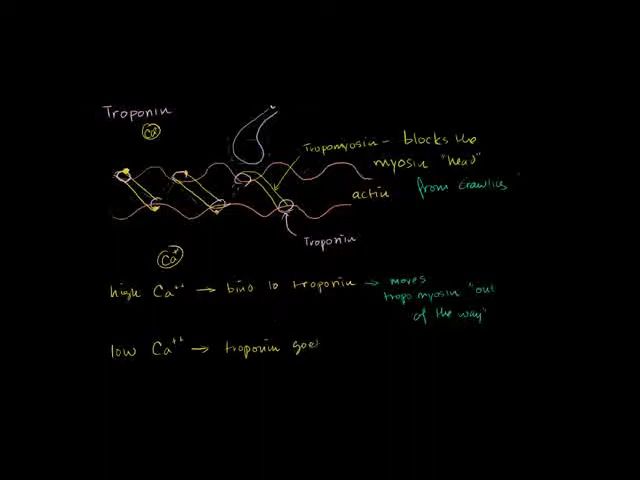 Troponin
Ca
Tropomyosin - blocks the
myosin "head"
actin from crawling
Troponin
Ca+
high Ca++ → bind to troponin → moves
tropomyosin "out
of the way"
low Ca++ → troponin goes